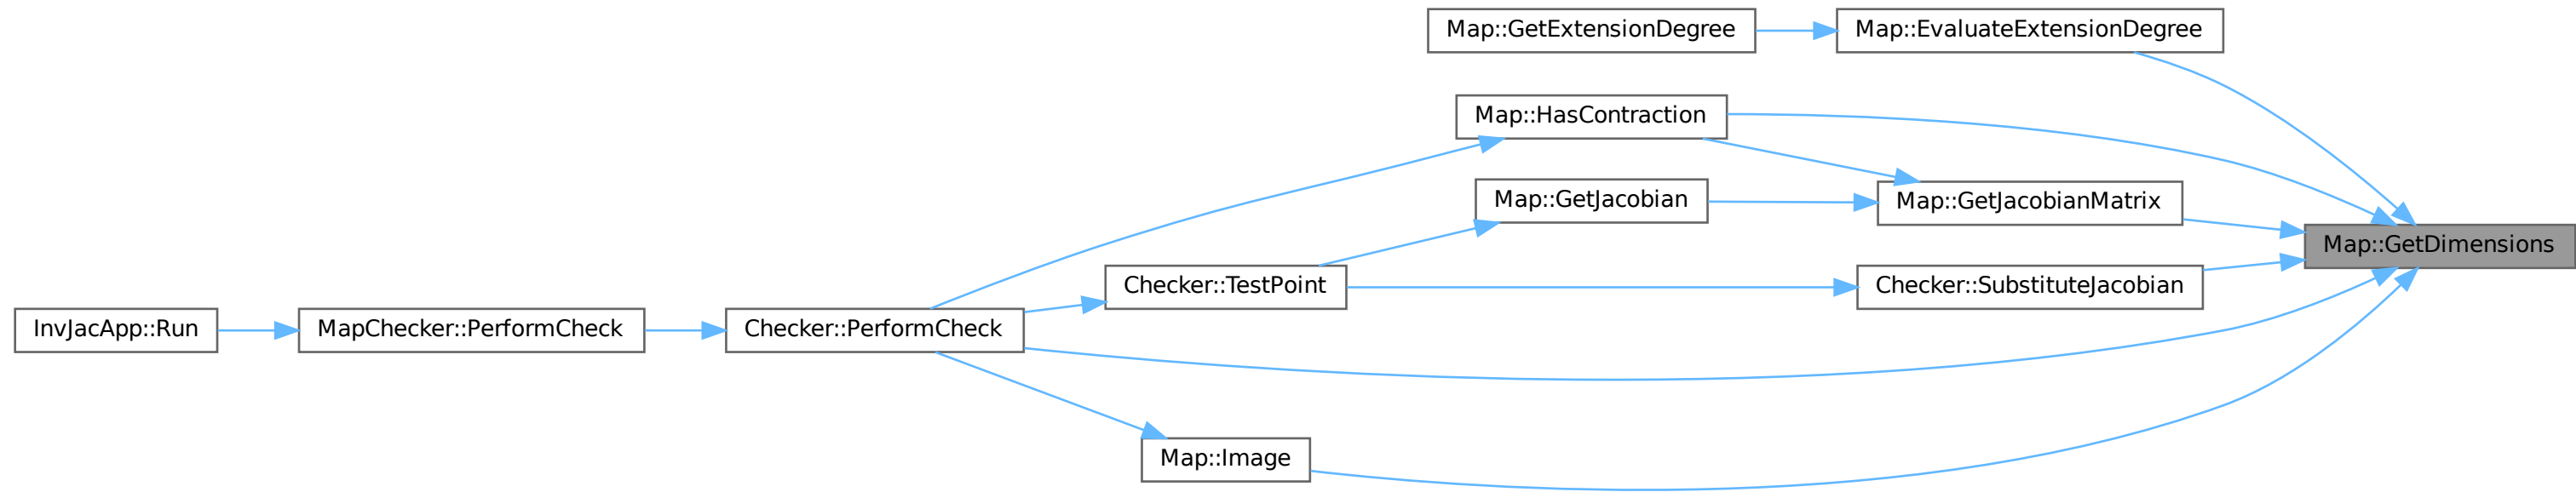 Map::GetExtensionDegree
Map::EvaluateExtensionDegree
Map::HasContraction
Map::GetJacobian
Map::GetJacobianMatrix
Map::GetDimensions
Checker::TestPoint
Checker::SubstituteJacobian
InvJacApp::Run
MapChecker::PerformCheck
Checker::PerformCheck
Map::Image